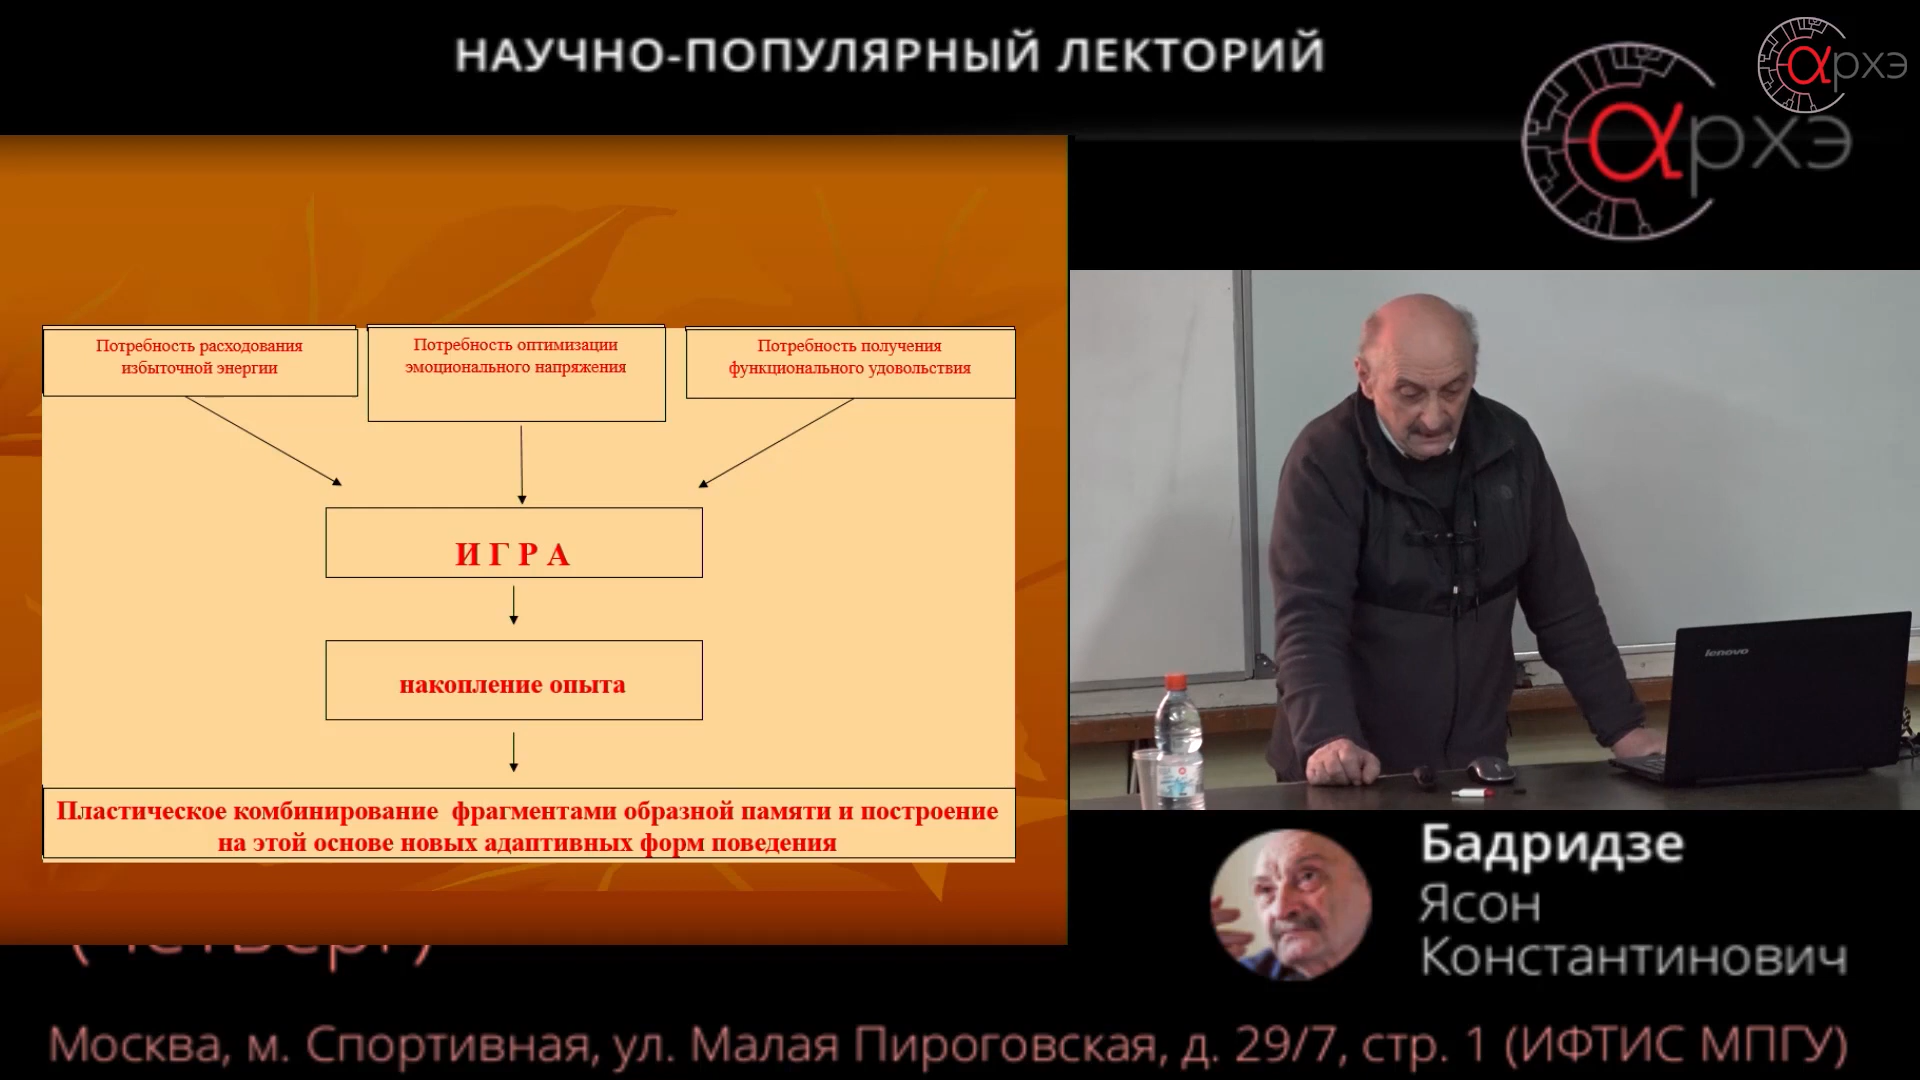 НАУЧНО-ПОПУЛЯРНЫЙ ЛЕКТОРИЙ
αрхэ
αрхэ
Потребность расходования
избыточной энергии
Потребность оптимизации
эмоционального напряжения
Потребность получения
функционального удовольствия
И Г Р А
накопление опыта
Пластическое комбинирование фрагментами образной памяти и построение
на этой основе новых адаптивных форм поведения
lenovo
Бадридзе
Ясон
Константинович
Москва, м. Спортивная, ул. Малая Пироговская, д. 29/7, стр. 1 (ИФТИС МПГУ)